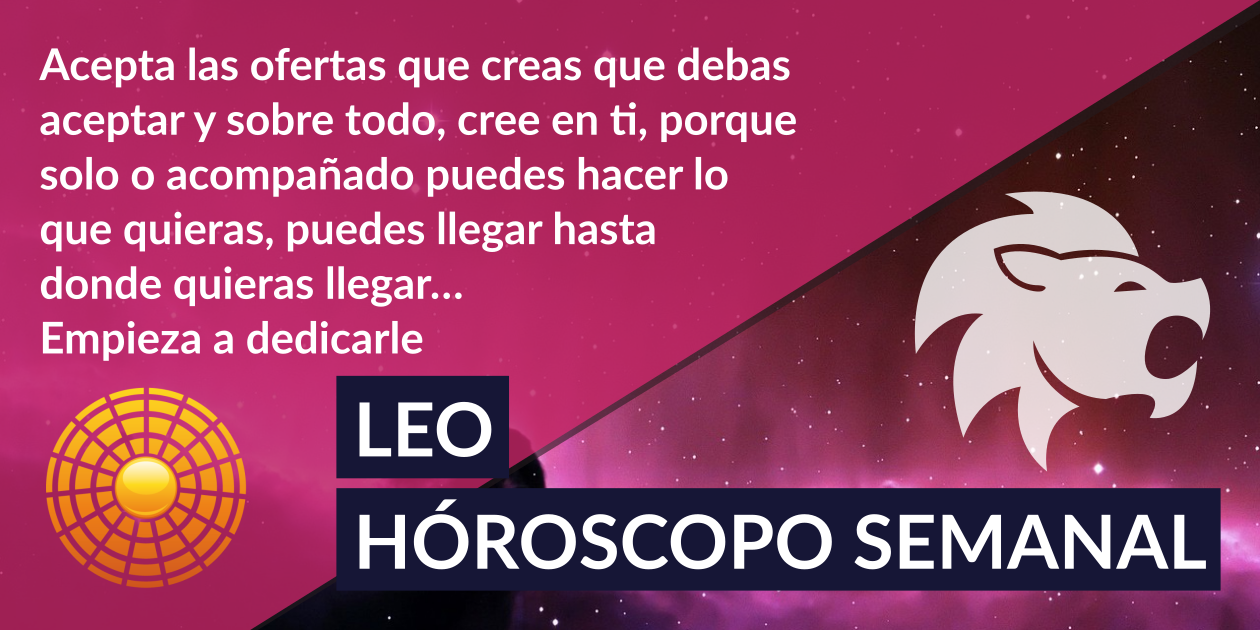 Acepta las ofertas que creas que debas
aceptar y sobre todo, cree en ti, porque
solo o acompañado puedes hacer lo
que quieras, puedes llegar hasta
donde quieras llegar...
Empieza a dedicarle
LEO
HÓROSCOPO SEMANAL